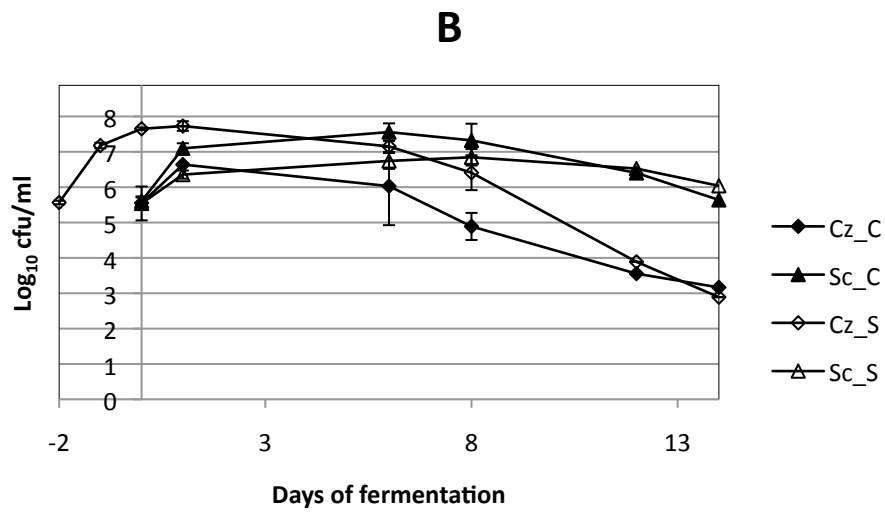 B
Log10 cfu/ml
8
7
6
5
4
3
2
1
0
-2 3 8 13
Days of fermentation
Cz_C
Sc_C
Cz_S
Sc_S